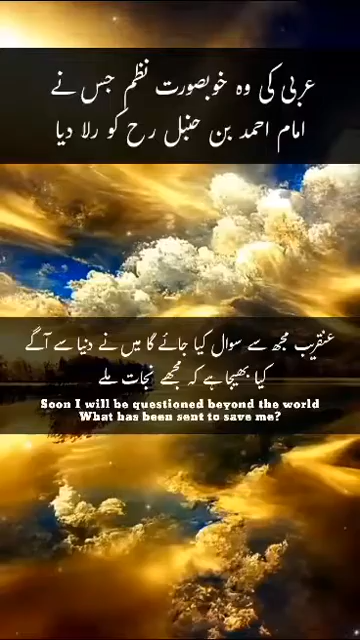 عربی کی وہ خوبصورت نظم جس نے
امام احمد بن حنبل رح کو رلا دیا
عنقریب مجھ سے سوال کیا جائے گا میں نے دنیا سے آگے
کیا بھیجا ہے کہ مجھے نجات ملے
Soon I will be questioned beyond the world
What has been sent to save me?